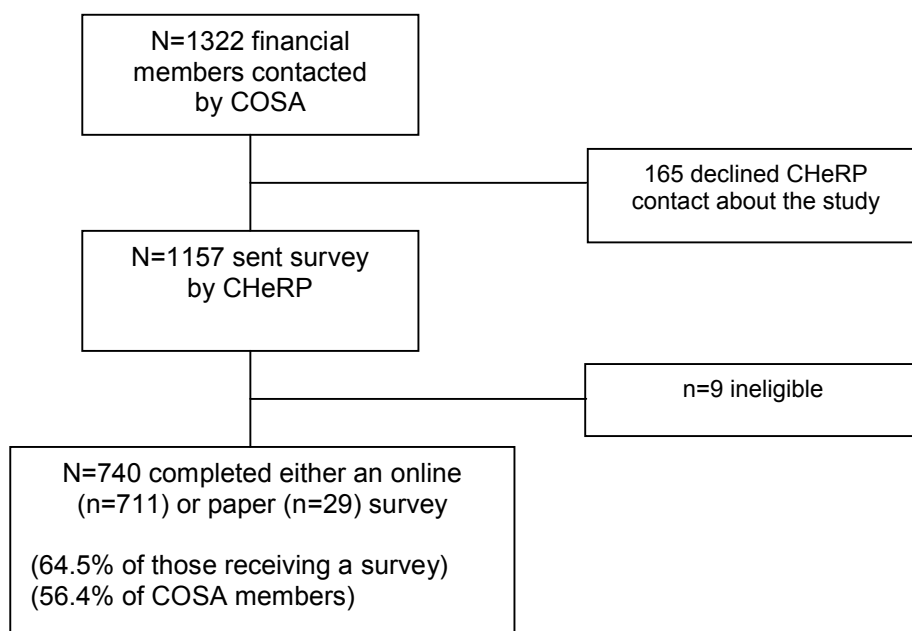 N=1322 financial
members contacted
by COSA
165 declined CHeRP
contact about the study
N=1157 sent survey
by CHeRP
n=9 ineligible
N=740 completed either an online
(n=711) or paper (n=29) survey
(64.5% of those receiving a survey)
(56.4% of COSA members)